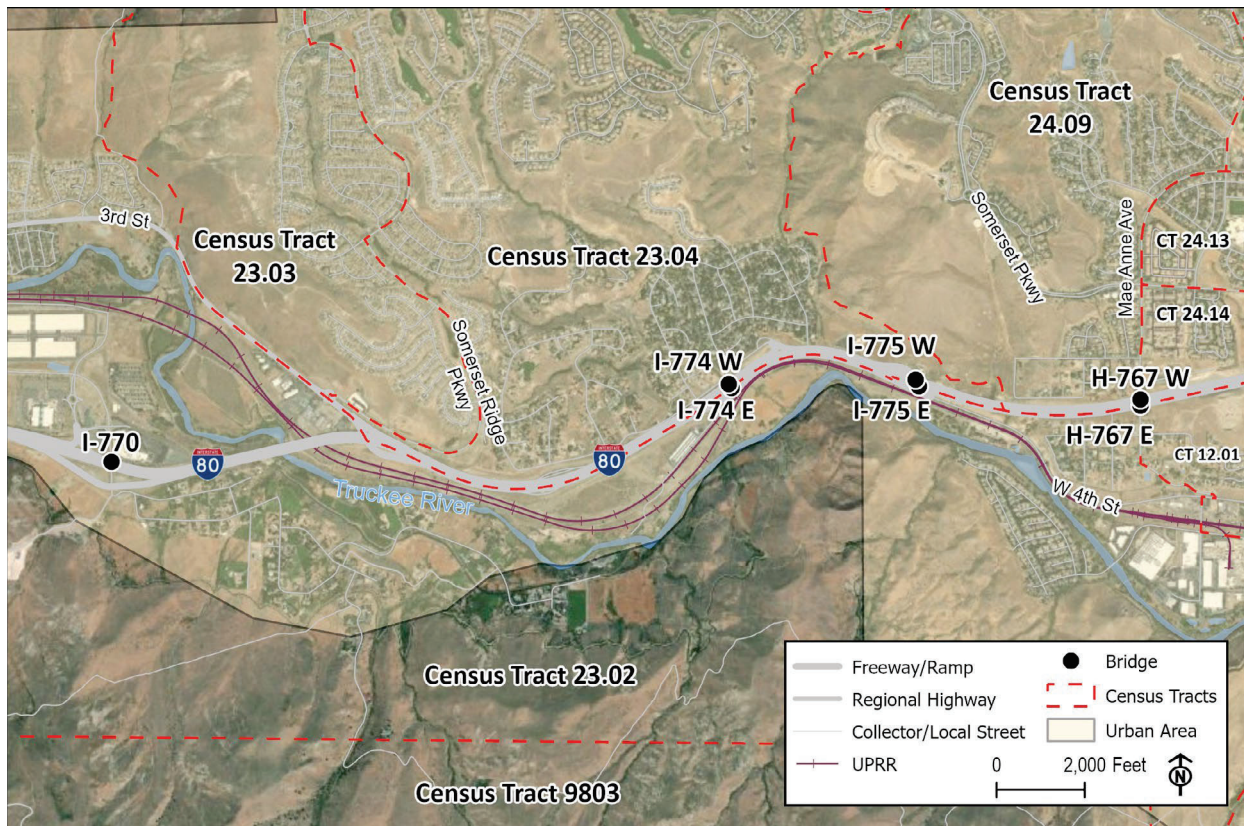 Census Tract
24.09
3rd St
Census Tract
23.03
Census Tract 23.04
Somerset Pkwy
Mae Anne Ave
CT 24.13
CT 24.14
Somerset Ridge
Pkwy
I-774 W
I-774 E
I-775 W
I-775 E
H-767 W
H-767 E
I-770
INTERSTATE
80
INTERSTATE
80
Truckee River
CT 12.01
W 4th St
Census Tract 23.02
Census Tract 9803
Freeway/Ramp
Regional Highway
Collector/Local Street
UPRR
Bridge
Census Tracts
Urban Area
0 2,000 Feet
N